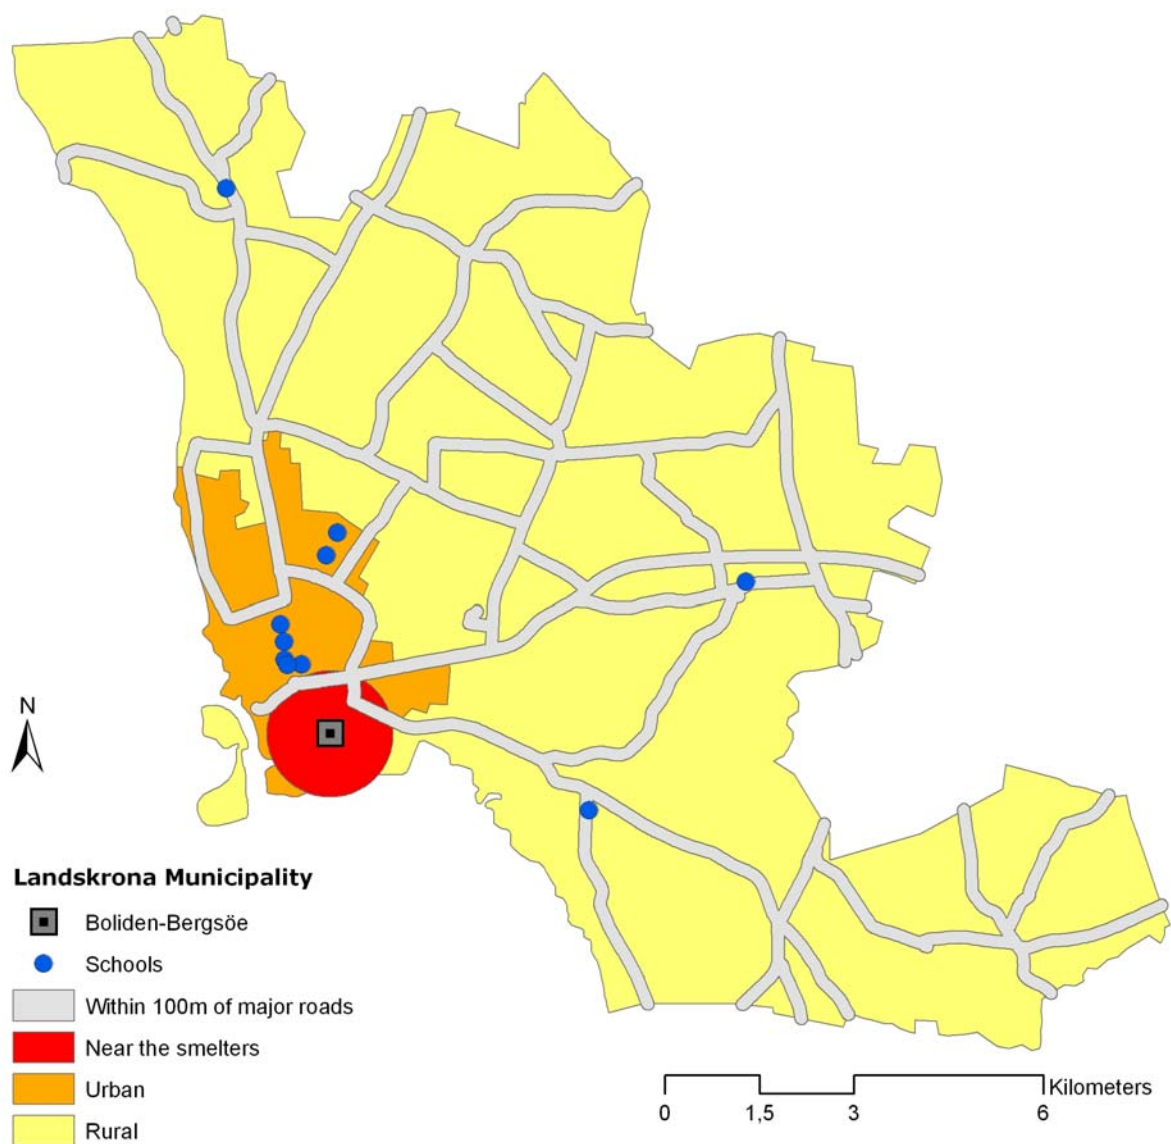 N
Landskrona Municipality
Boliden-Bergsöe
Schools
Within 100m of major roads
Near the smelters
Urban
Rural
Kilometers
0 1,5 3 6